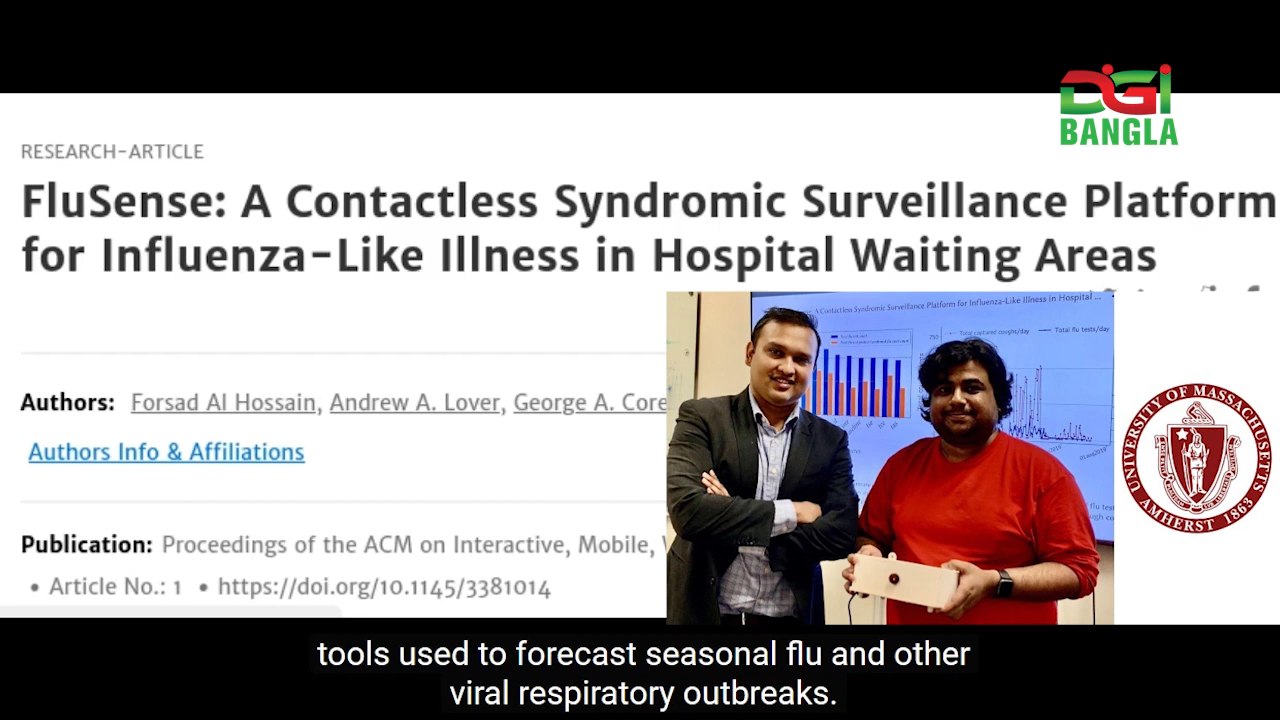 DGI
BANGLA
RESEARCH-ARTICLE
FluSense: A Contactless Syndromic Surveillance Platform
for Influenza-Like Illness in Hospital Waiting Areas
Authors: Forsad Al Hossain, Andrew A. Lover, George A. Core
Authors Info & Affiliations
Publication: Proceedings of the ACM on Interactive, Mobile,
• Article No.: 1 • https://doi.org/10.1145/3381014
A Contactless Syndromic Surveillance Platform for Influenza-Like Illness in Hospital ...
750
Total captured coughs/day
Total flu tests/day
UNIVERSITY OF MASSACHUSETTS
AMHERST 1863
tools used to forecast seasonal flu and other
viral respiratory outbreaks.